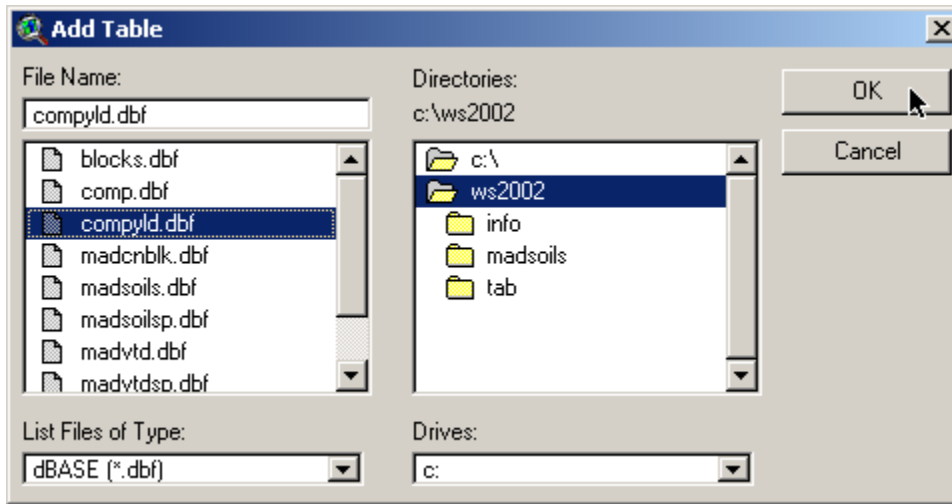 Add Table
File Name:
compyld.dbf
blocks.dbf
comp.dbf
compyld.dbf
madcnblk.dbf
madsoils.dbf
madsoilsp.dbf
madvtd.dbf
madvtdsp.dbf
List Files of Type:
dBASE (*.dbf)
Directories:
c:\ws2002
c:\
ws2002
info
madsoils
tab
Drives:
c:
OK
Cancel